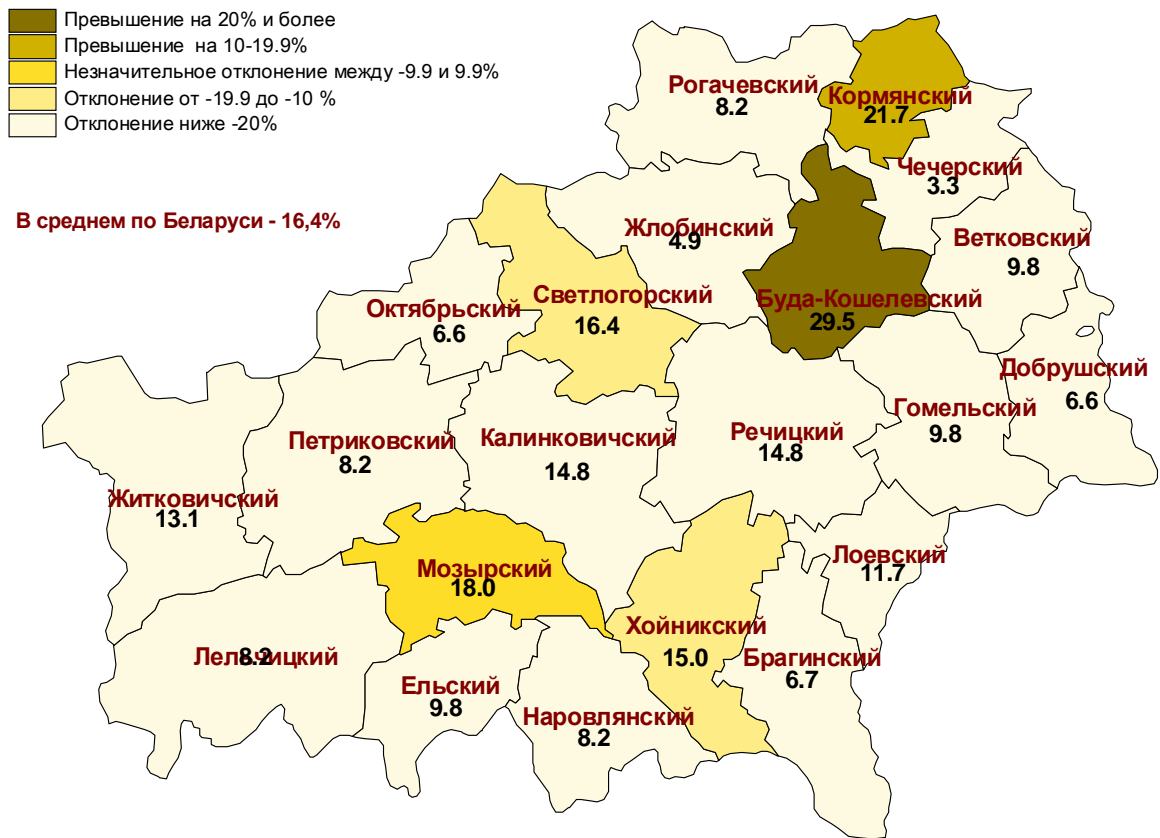 Превышение на 20% и более
Превышение на 10-19.9%
Незначительное отклонение между -9.9 и 9.9%
Отклонение от -19.9 до -10 %
Отклонение ниже -20%
В среднем по Беларуси - 16,4%
Рогачевский
8.2
Кормянский
21.7
Чечерский
3.3
Жлобинский
4.9
Ветковский
9.8
Светлогорский
16.4
Буда-Кошелевский
29.5
Октябрьский
6.6
Добрушский
6.6
Гомельский
9.8
Речицкий
14.8
Калинковичский
14.8
Петриковский
8.2
Житковичский
13.1
Лоевский
11.7
Мозырский
18.0
Хойникский
15.0
Брагинский
6.7
Лельчицкий
8.2
Ельский
9.8
Наровлянский
8.2